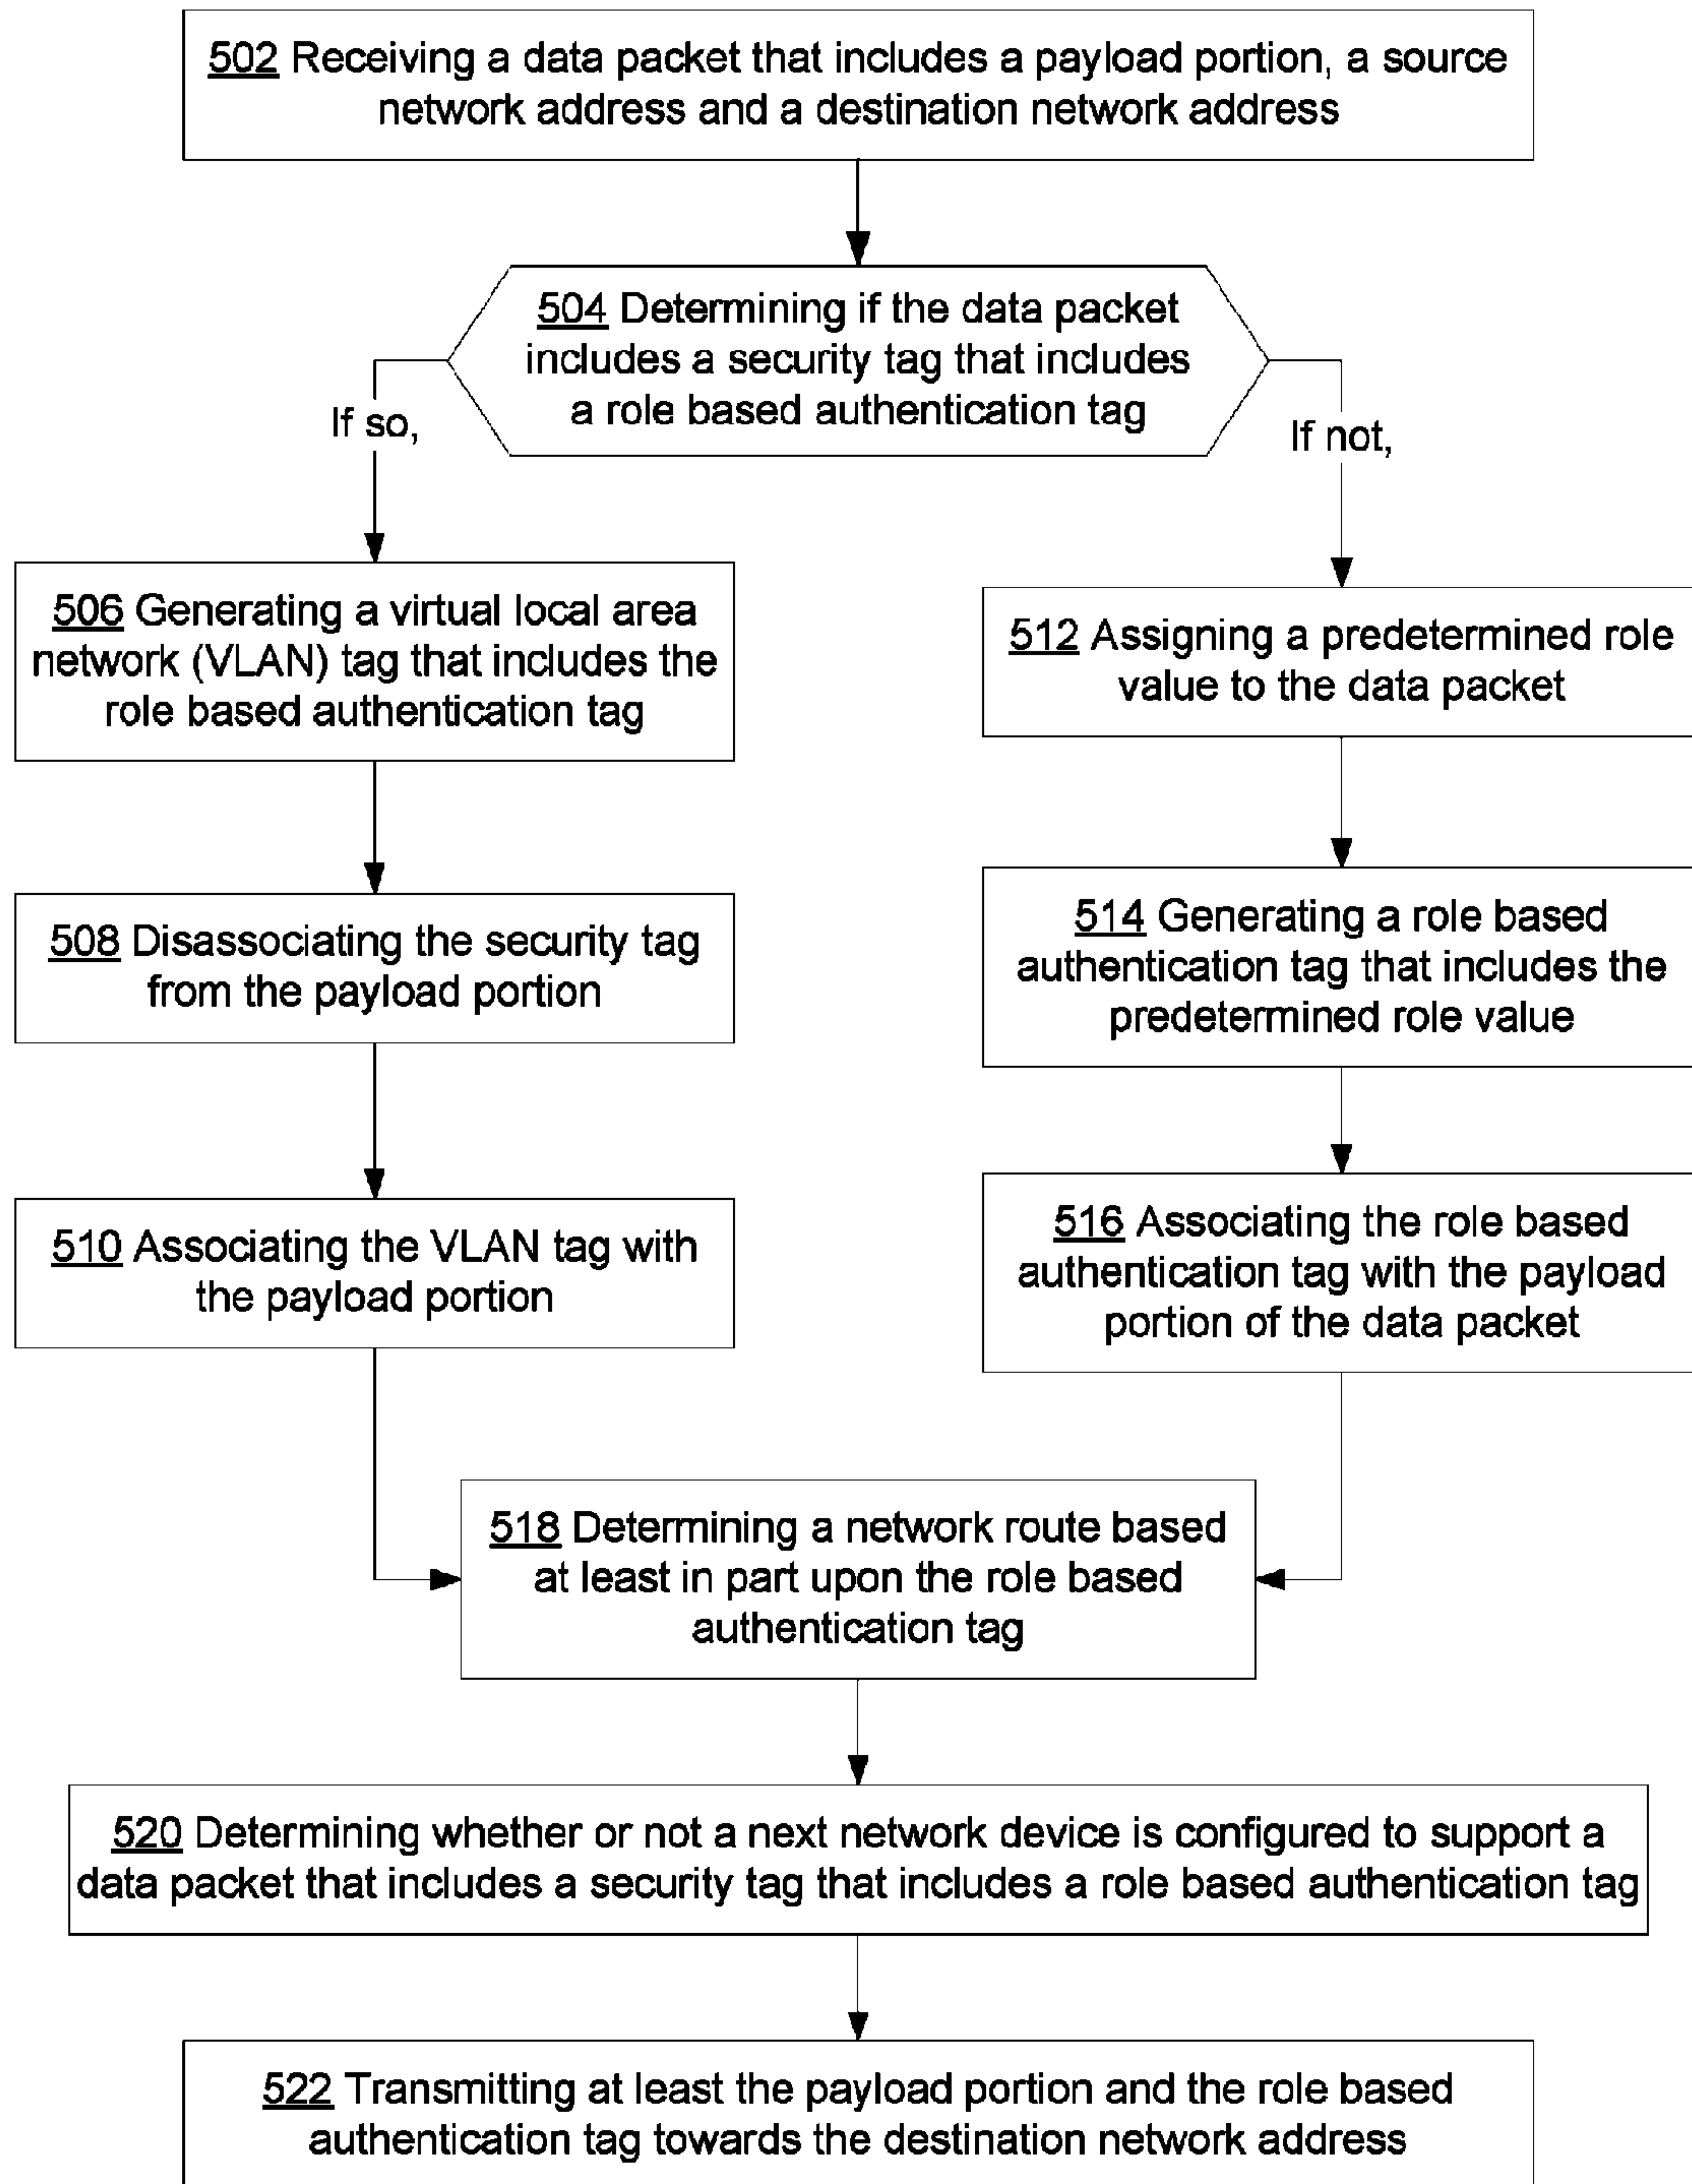 502 Receiving a data packet that includes a payload portion, a source
network address and a destination network address
504 Determining if the data packet
includes a security tag that includes
a role based authentication tag
If so,
If not,
506 Generating a virtual local area
network (VLAN) tag that includes the
role based authentication tag
508 Disassociating the security tag
from the payload portion
510 Associating the VLAN tag with
the payload portion
512 Assigning a predetermined role
value to the data packet
514 Generating a role based
authentication tag that includes the
predetermined role value
516 Associating the role based
authentication tag with the payload
portion of the data packet
518 Determining a network route based
at least in part upon the role based
authentication tag
520 Determining whether or not a next network device is configured to support a
data packet that includes a security tag that includes a role based authentication tag
522 Transmitting at least the payload portion and the role based
authentication tag towards the destination network address